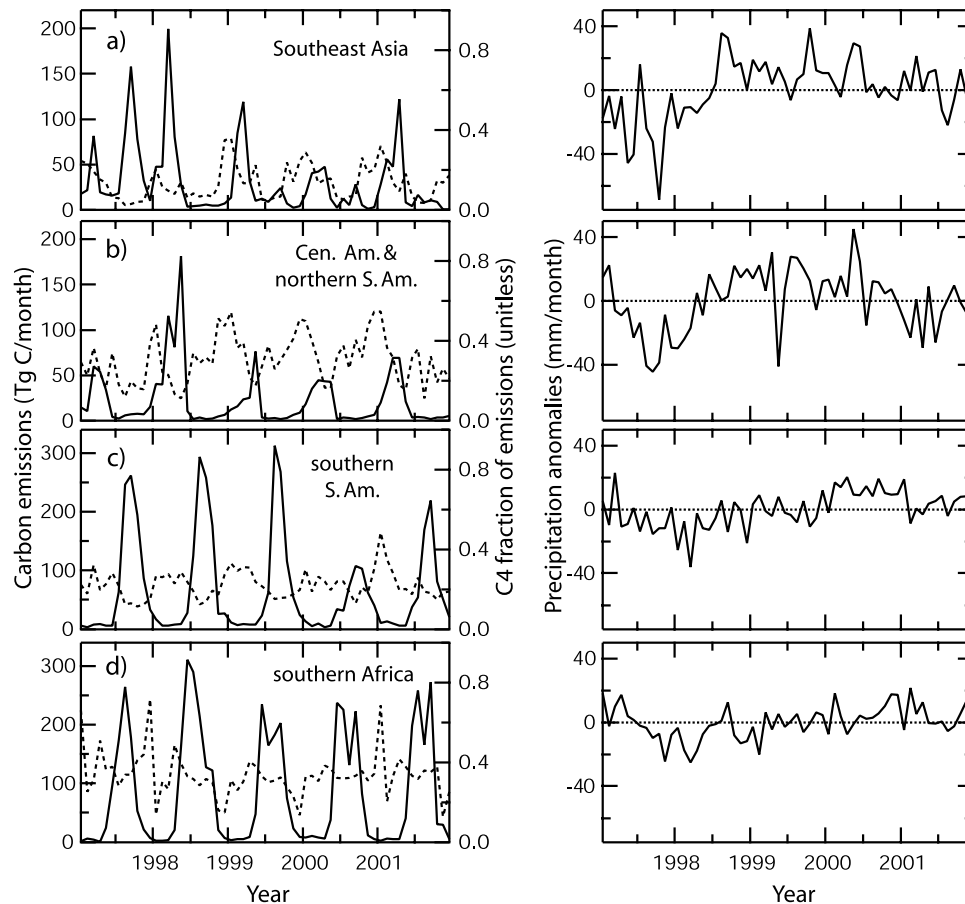 a)
Southeast Asia
200
150
100
50
0
0.8
0.4
0.0
40
0
-40
b)
Cen. Am. &
northern S. Am.
200
150
100
50
0
0.8
0.6
0.4
0.2
0.0
40
0
-40
c)
southern
S. Am.
300
200
100
0
0.8
0.4
0.0
40
0
-40
d)
southern Africa
300
200
100
0
0.8
0.4
0.0
40
0
-40
Carbon emissions (Tg C/month)
C4 fraction of emissions (unitless)
Precipitation anomalies (mm/month)
1998 1999 2000 2001
Year
1998 1999 2000 2001
Year